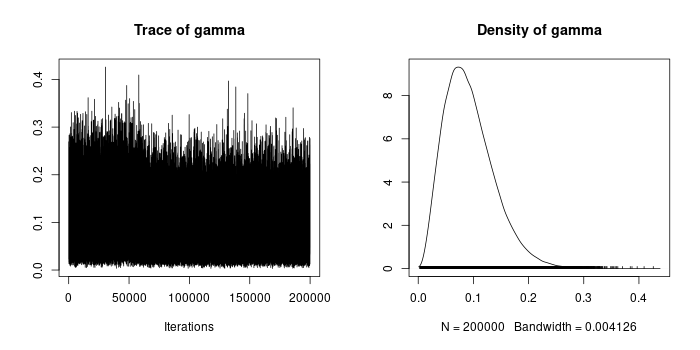 Trace of gamma
0.4
0.3
0.2
0.1
0.0
0 50000 100000 150000 200000
Iterations
Density of gamma
8
6
4
2
0
0.0 0.1 0.2 0.3 0.4
N = 200000 Bandwidth = 0.004126